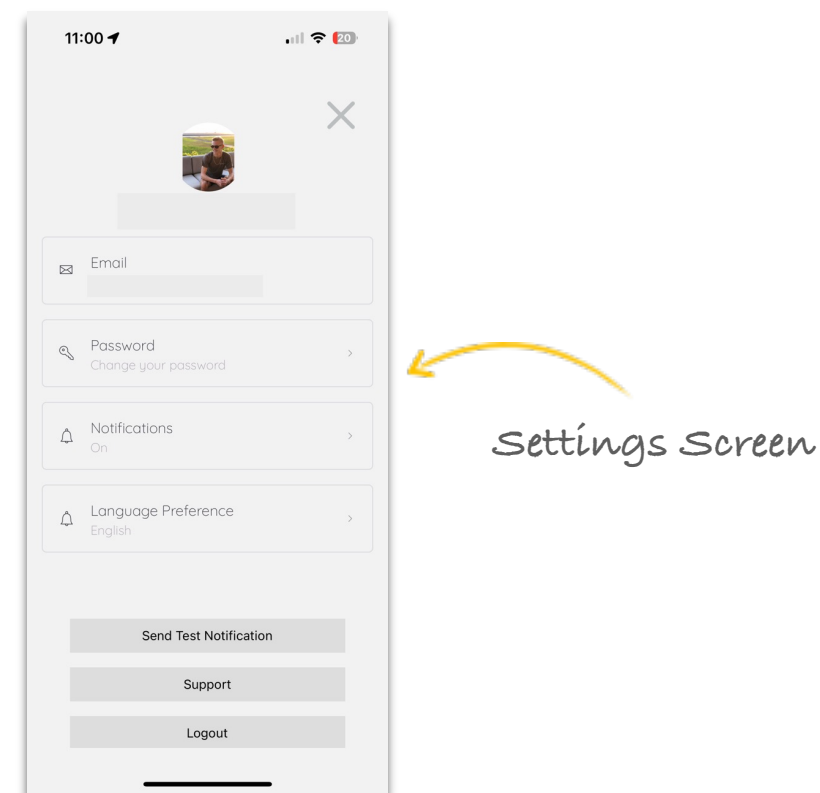 11:00
20
Email
Password
Change your password
Notifications
On
Language Preference
English
Settings Screen
Send Test Notification
Support
Logout